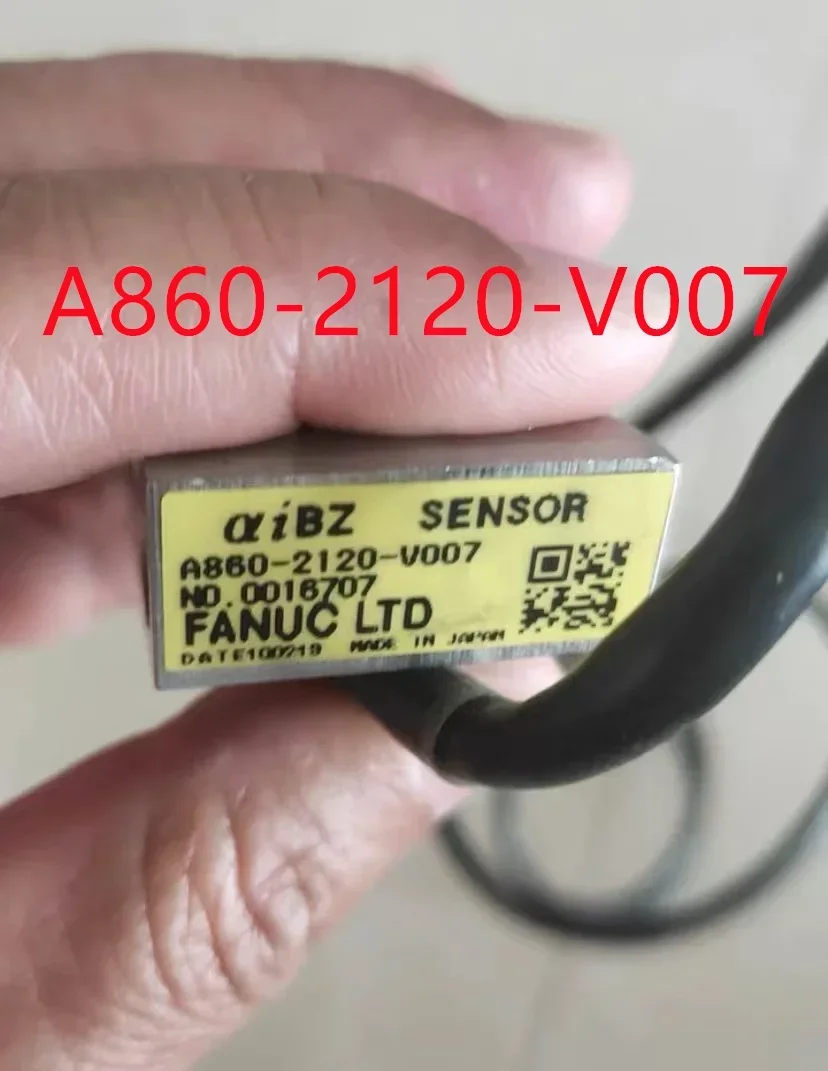 A860-2120-V007
αiBZ SENSOR
A860-2120-V007
NO.0016707
FANUC LTD
DATE100219 MADE IN JAPAN